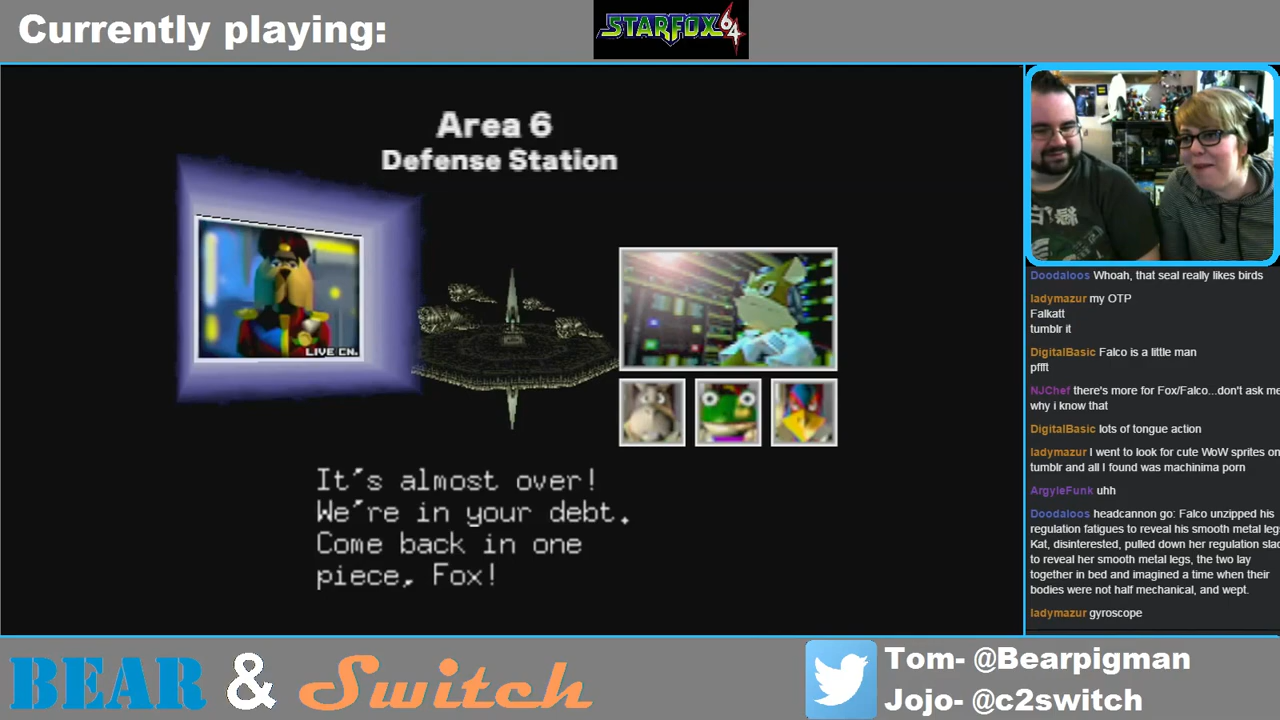 Currently playing:
STARFOX 64
Area 6
Defense Station
LIVE CN.
It's almost over!
We're in your debt.
Come back in one
piece, Fox!
Doodaloos Whoah, that seal really likes birds
ladymazur my OTP
Falkatt
tumblr it
DigitalBasic Falco is a little man
pffft
NJChef there's more for Fox/Falco...don't ask me
why i know that
DigitalBasic lots of tongue action
ladymazur I went to look for cute WoW sprites on
tumblr and all I found was machinima porn
ArgyleFunk uhh
Doodaloos headcannon go: Falco unzipped his
regulation fatigues to reveal his smooth metal legs
Kat, disinterested, pulled down her regulation slac
to reveal her smooth metal legs, the two lay
together in bed and imagined a time when their
bodies were not half mechanical, and wept.
ladymazur gyroscope
BEAR & Switch
Tom- @Bearpigman
Jojo- @c2switch